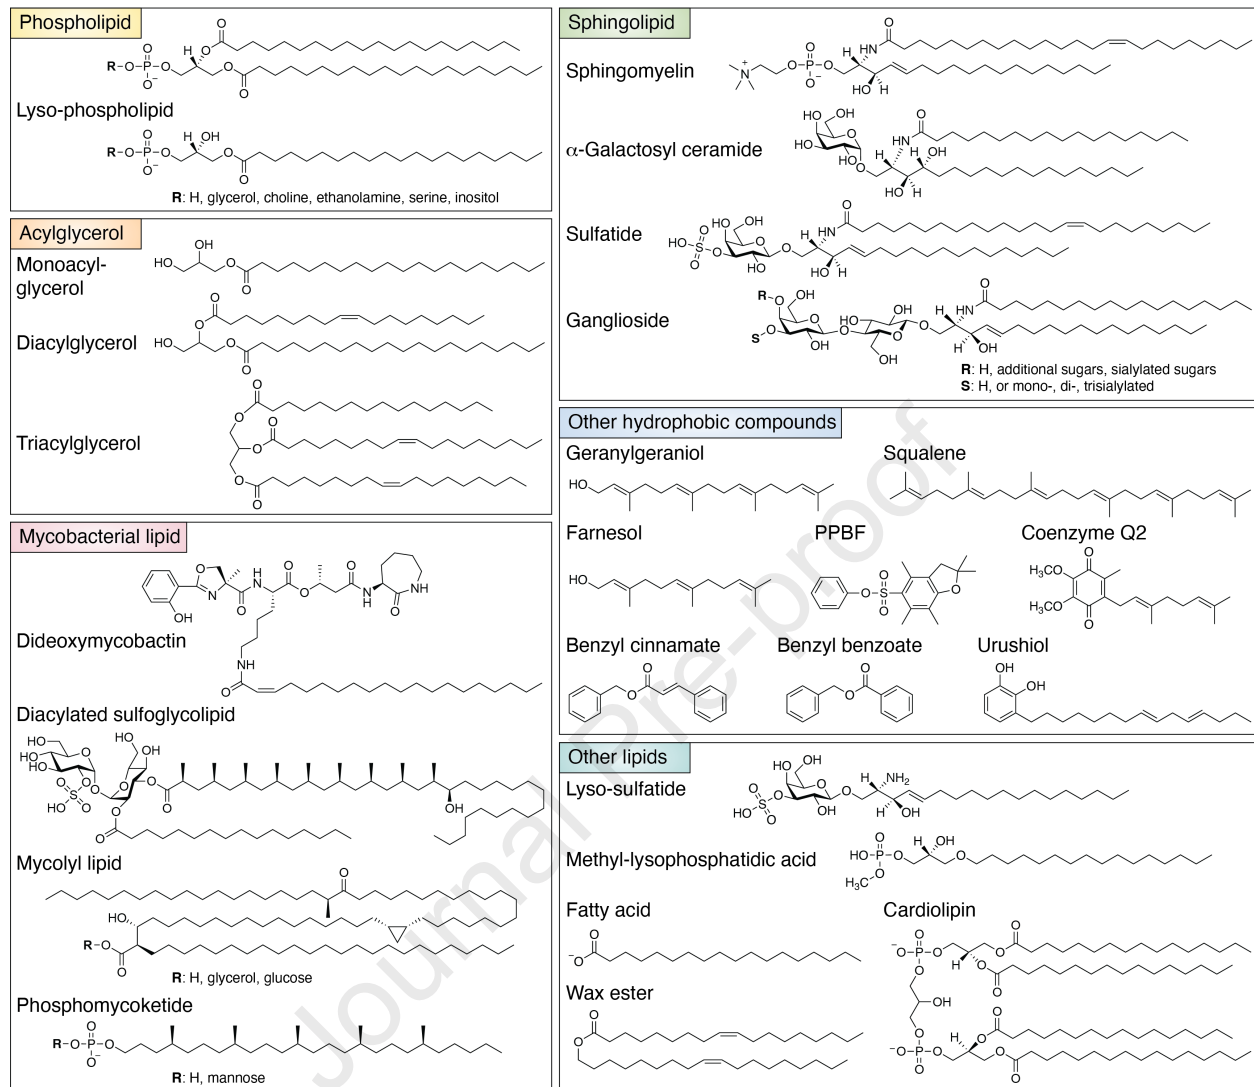 Phospholipid
Lyso-phospholipid
R: H, glycerol, choline, ethanolamine, serine, inositol
Acylglycerol
Monoacyl-
glycerol
Diacylglycerol
Triacylglycerol
Mycobacterial lipid
Dideoxymycobactin
Diacylated sulfoglycolipid
Mycolyl lipid
R: H, glycerol, glucose
Phosphomycoketide
R: H, mannose
Sphingolipid
Sphingomyelin
α-Galactosyl ceramide
Sulfatide
Ganglioside
R: H, additional sugars, sialylated sugars
S: H, or mono-, di-, trisialylated
Other hydrophobic compounds
Geranylgeraniol
Squalene
Farnesol
PPBF
Coenzyme Q2
Benzyl cinnamate
Benzyl benzoate
Urushiol
Other lipids
Lyso-sulfatide
Methyl-lysophosphatidic acid
Fatty acid
Cardiolipin
Wax ester
Journal Pre-proof